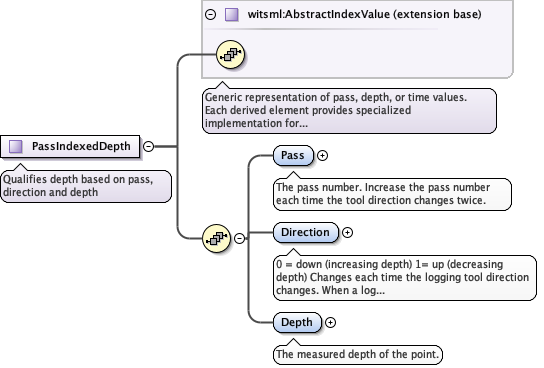 witsml:AbstractIndexValue (extension base)
Generic representation of pass, depth, or time values.
Each derived element provides specialized
implementation for...
PassIndexedDepth
Qualifies depth based on pass,
direction and depth
Pass
The pass number. Increase the pass number
each time the tool direction changes twice.
Direction
0 = down (increasing depth) 1= up (decreasing
depth) Changes each time the logging tool direction
changes. When a log...
Depth
The measured depth of the point.